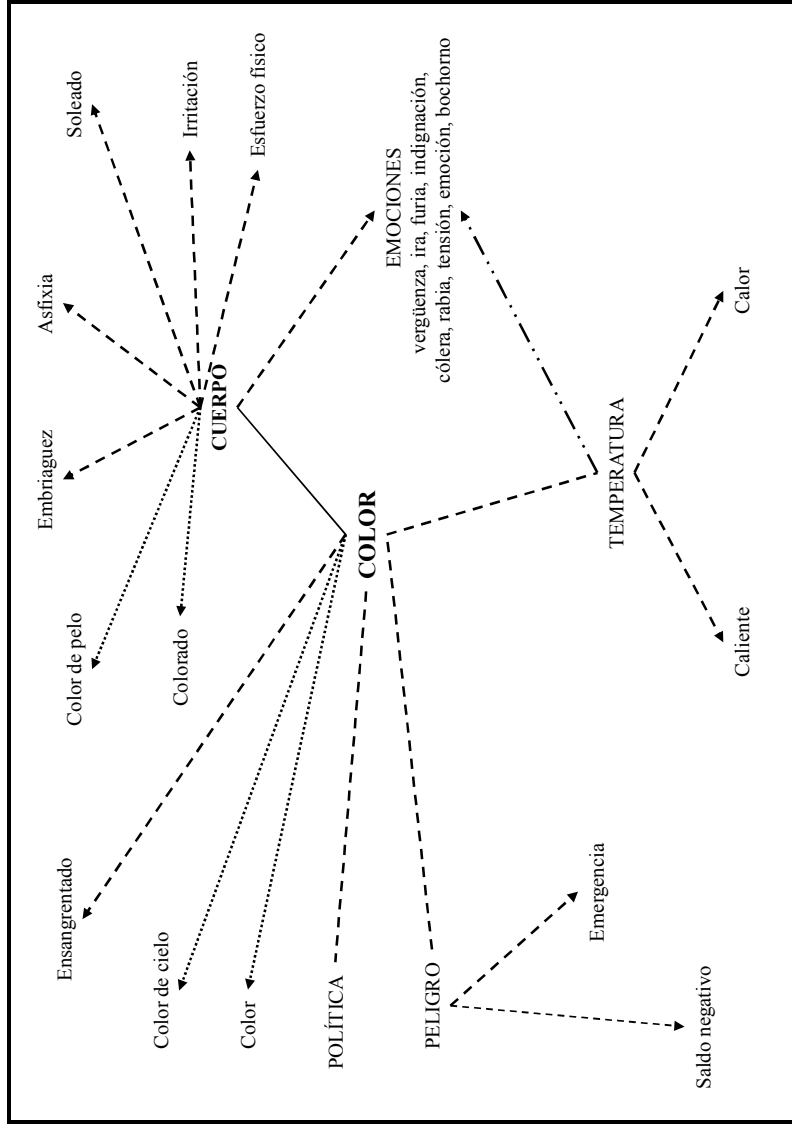 Soleado
Irritación
Esfuerzo físico
Asfixia
Embriaguez
CUERPO
EMOCIONES
vergüenza, ira, furia, indignación,
cólera, rabia, tensión, emoción, bochorno
Color de pelo
Colorado
COLOR
TEMPERATURA
Calor
Caliente
Ensangrentado
Color de cielo
Color
POLÍTICA
PELIGRO
Emergencia
Saldo negativo